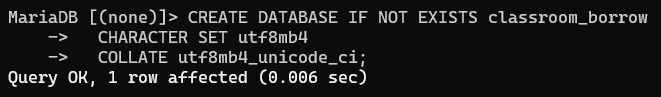 MariaDB [(none)]> CREATE DATABASE IF NOT EXISTS classroom_borrow
    ->   CHARACTER SET utf8mb4
    ->   COLLATE utf8mb4_unicode_ci;
Query OK, 1 row affected (0.006 sec)